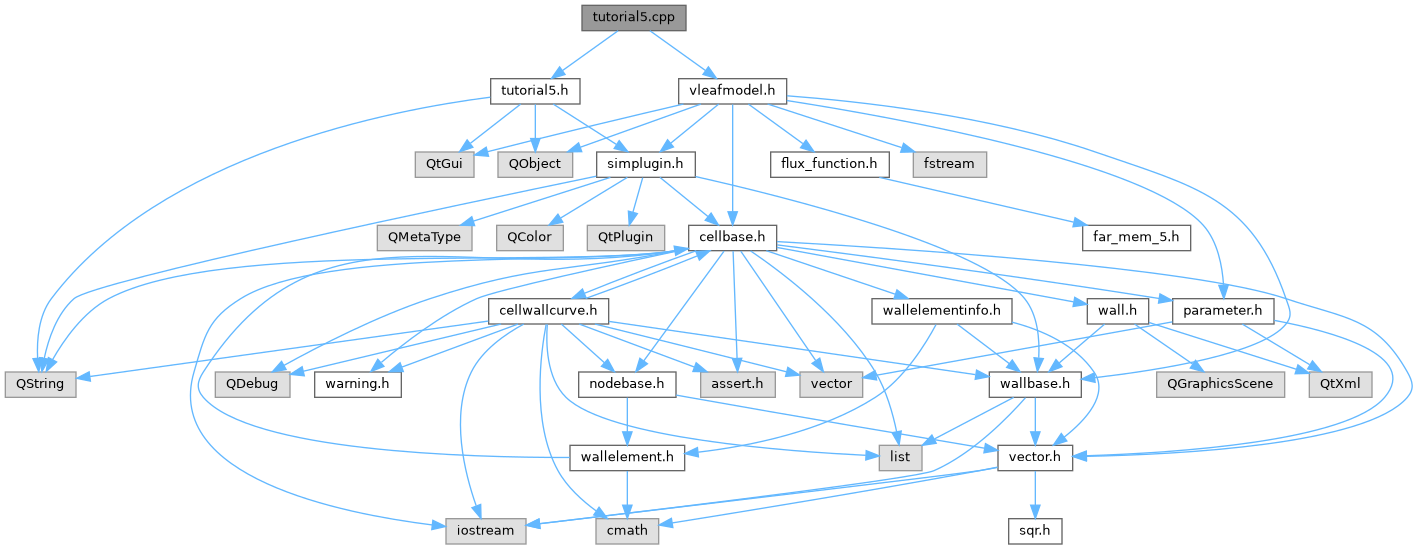 tutorial5.cpp
tutorial5.h
vleafmodel.h
QtGui
QObject
simplugin.h
flux_function.h
fstream
QMetaType
QColor
QtPlugin
cellbase.h
far_mem_5.h
cellwallcurve.h
wallelementinfo.h
wall.h
parameter.h
QString
QDebug
warning.h
nodebase.h
assert.h
vector
wallbase.h
QGraphicsScene
QtXml
wallelement.h
list
vector.h
iostream
cmath
sqr.h